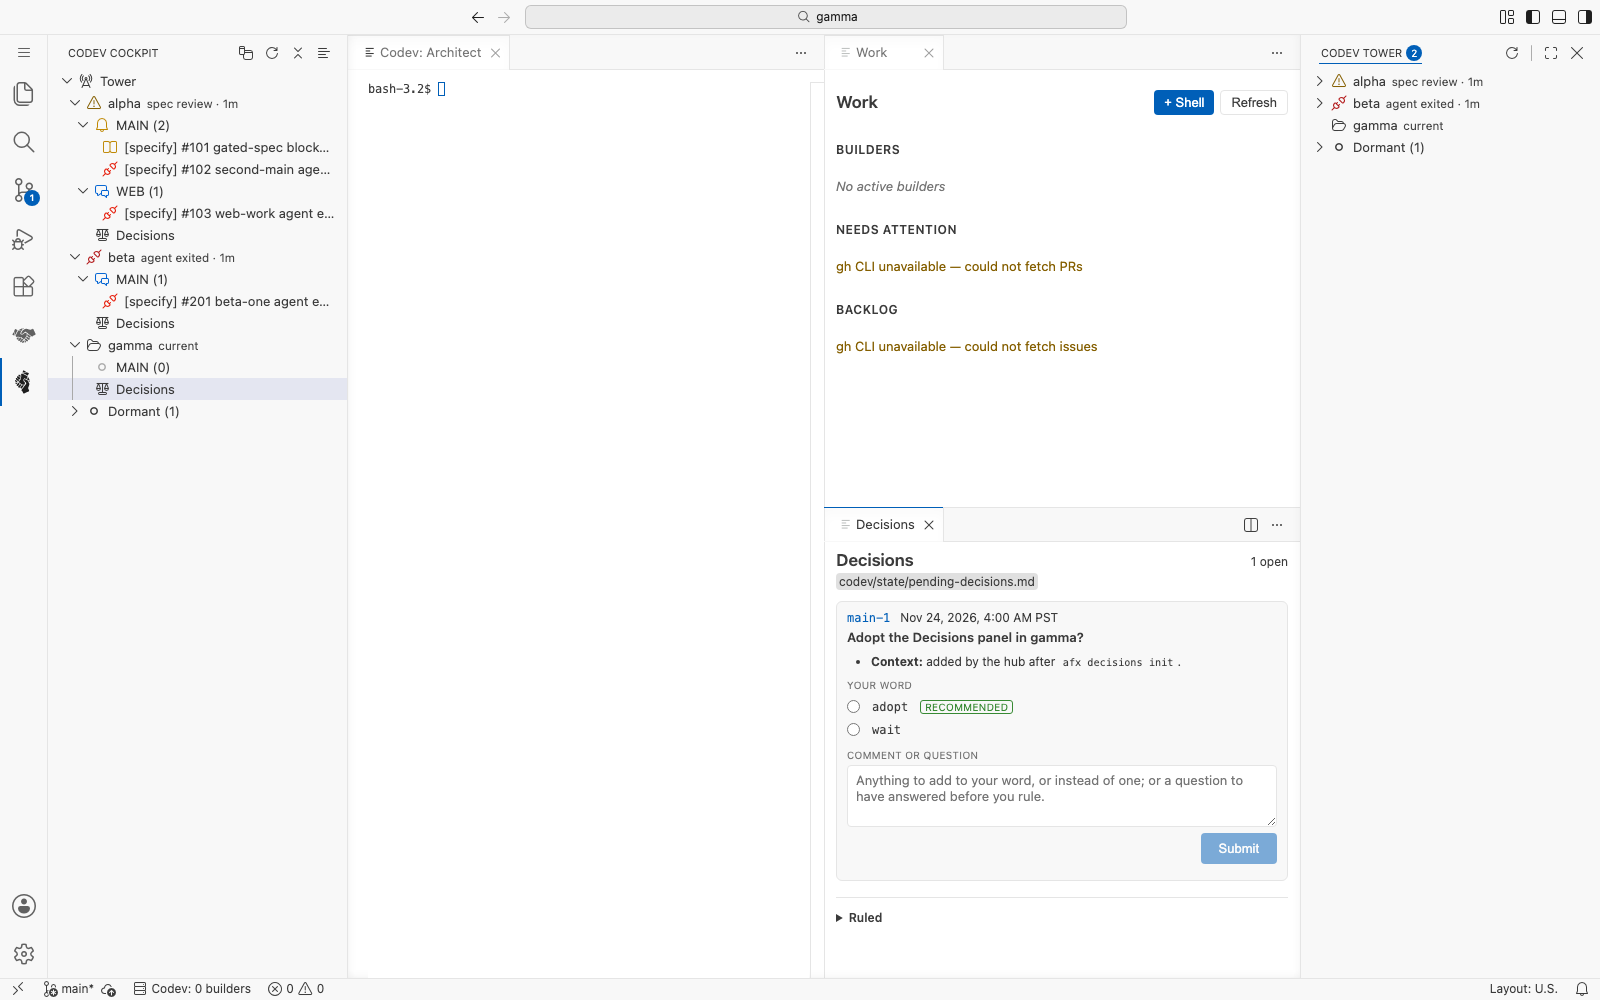 gamma
CODEV COCKPIT
Tower
alpha spec review · 1m
MAIN (2)
[specify] #101 gated-spec block...
[specify] #102 second-main age...
WEB (1)
[specify] #103 web-work agent e...
Decisions
beta agent exited · 1m
MAIN (1)
[specify] #201 beta-one agent e...
Decisions
gamma current
MAIN (0)
Decisions
Dormant (1)
1
Codev: Architect
bash-3.2$
Work
Work
+ Shell
Refresh
BUILDERS
No active builders
NEEDS ATTENTION
gh CLI unavailable — could not fetch PRs
BACKLOG
gh CLI unavailable — could not fetch issues
Decisions
Decisions
1 open
codev/state/pending-decisions.md
main-1 Nov 24, 2026, 4:00 AM PST
Adopt the Decisions panel in gamma?
• Context: added by the hub after afx decisions init.
YOUR WORD
adopt RECOMMENDED
wait
COMMENT OR QUESTION
Anything to add to your word, or instead of one; or a question to
have answered before you rule.
Submit
Ruled
CODEV TOWER 2
alpha spec review · 1m
beta agent exited · 1m
gamma current
Dormant (1)
main*
Codev: 0 builders
0
0
Layout: U.S.